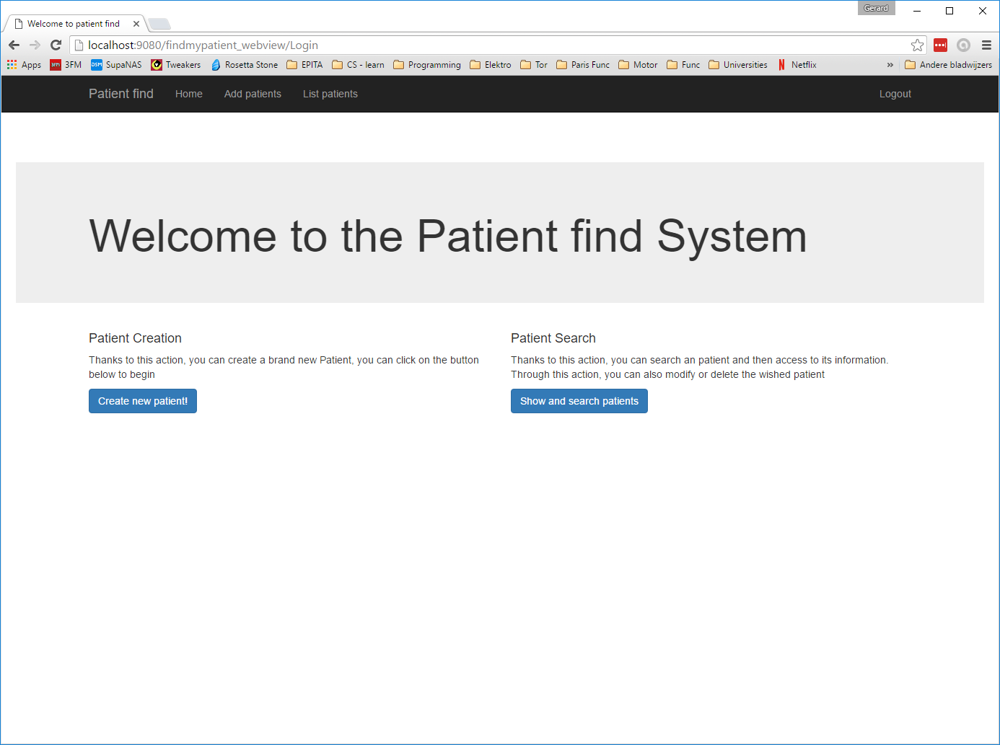 Gerard
Welcome to patient find
localhost:9080/findmypatient_webview/Login
Apps 3FM 3FM DSM SupaNAS Tweakers Rosetta Stone EPITA CS - learn Programming Elektro Tor Paris Func Motor Func Universities N Netflix » Andere bladwijzers
Patient find Home Add patients List patients Logout
Welcome to the Patient find System
Patient Creation
Thanks to this action, you can create a brand new Patient, you can click on the button
below to begin
Create new patient!
Patient Search
Thanks to this action, you can search an patient and then access to its information.
Through this action, you can also modify or delete the wished patient
Show and search patients